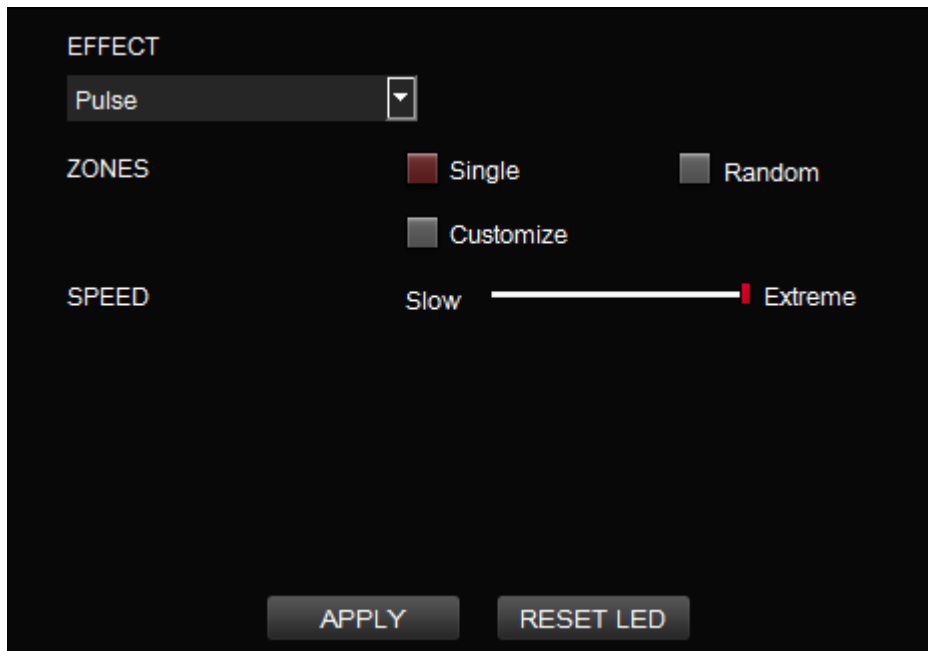 EFFECT
Pulse
ZONES Single Random
Customize
SPEED Slow Extreme
APPLY RESET LED